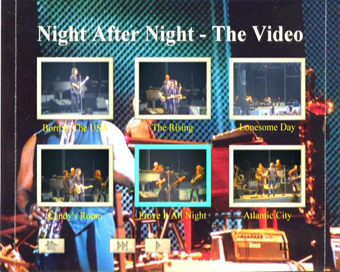 Night After Night - The Video
Born In The USA
The Rising
Lonesome Day
Candy's Room
Prove It All Night
Atlantic City